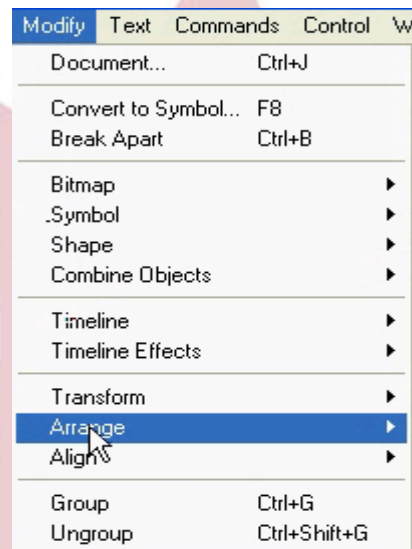 Modify Text Commands Control
Document... Ctrl+J
Convert to Symbol... F8
Break Apart Ctrl+B
Bitmap
Symbol
Shape
Combine Objects
Timeline
Timeline Effects
Transform
Arrange
Align
Group Ctrl+G
Ungroup Ctrl+Shift+G